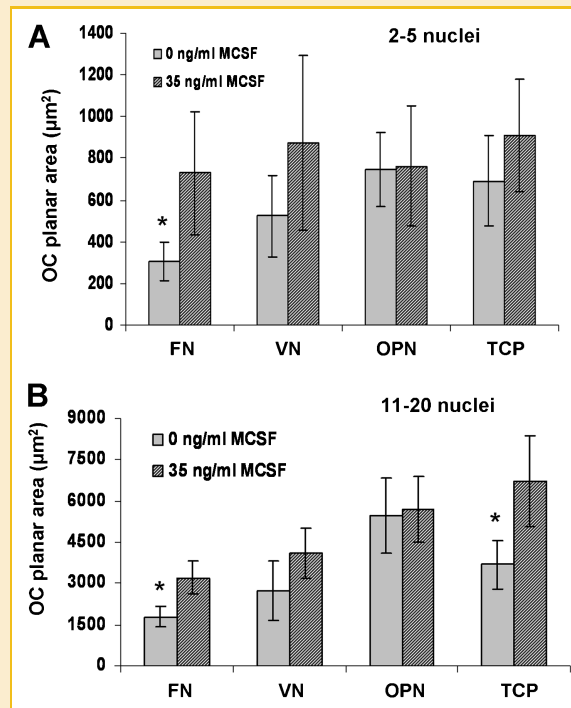 A
2-5 nuclei
0 ng/ml MCSF
35 ng/ml MCSF
OC planar area (µm²)
1400
1200
1000
800
600
400
200
0
*
FN VN OPN TCP
B
11-20 nuclei
0 ng/ml MCSF
35 ng/ml MCSF
OC planar area (µm²)
9000
7500
6000
4500
3000
1500
0
* *
FN VN OPN TCP